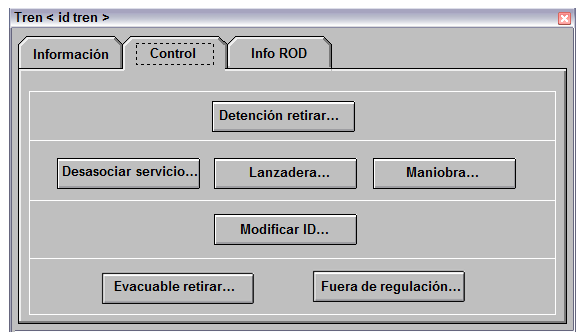 Tren < id tren >
Información Control Info ROD
Detención retirar...
Desasociar servicio... Lanzadera... Maniobra...
Modificar ID...
Evacuable retirar... Fuera de regulación...